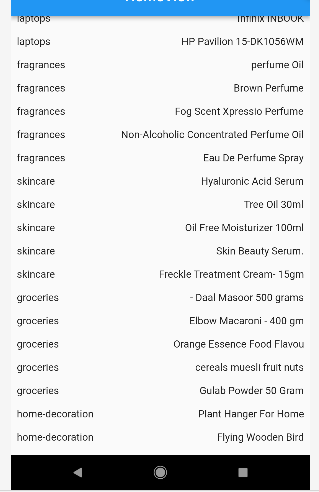 laptops Infinix INBOOK
laptops HP Pavilion 15-DK1056WM
fragrances perfume Oil
fragrances Brown Perfume
fragrances Fog Scent Xpressio Perfume
fragrances Non-Alcoholic Concentrated Perfume Oil
fragrances Eau De Perfume Spray
skincare Hyaluronic Acid Serum
skincare Tree Oil 30ml
skincare Oil Free Moisturizer 100ml
skincare Skin Beauty Serum.
skincare Freckle Treatment Cream- 15gm
groceries - Daal Masoor 500 grams
groceries Elbow Macaroni - 400 gm
groceries Orange Essence Food Flavou
groceries cereals muesli fruit nuts
groceries Gulab Powder 50 Gram
home-decoration Plant Hanger For Home
home-decoration Flying Wooden Bird